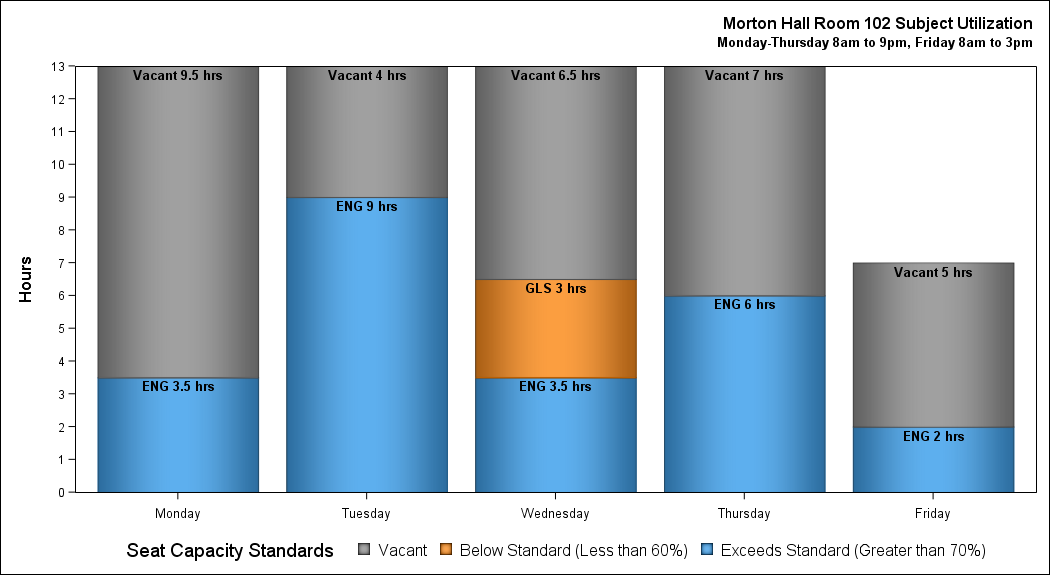 Morton Hall Room 102 Subject Utilization
Monday-Thursday 8am to 9pm, Friday 8am to 3pm
Hours
13
12
11
10
9
8
7
6
5
4
3
2
1
0
Vacant 9.5 hrs
ENG 3.5 hrs
Vacant 4 hrs
ENG 9 hrs
Vacant 6.5 hrs
GLS 3 hrs
ENG 3.5 hrs
Vacant 7 hrs
ENG 6 hrs
Vacant 5 hrs
ENG 2 hrs
Monday Tuesday Wednesday Thursday Friday
Seat Capacity Standards Vacant Below Standard (Less than 60%) Exceeds Standard (Greater than 70%)